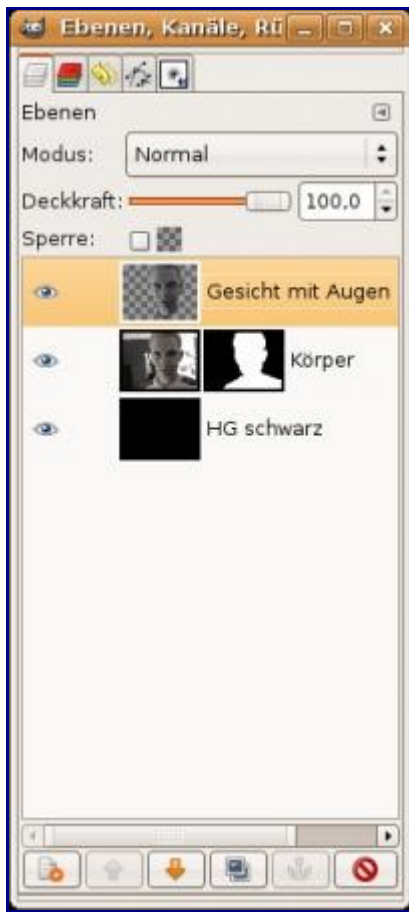 Ebenen, Kanäle, Rü
Ebenen
Modus: Normal
Deckkraft: 100,0
Sperre:
Gesicht mit Augen
Körper
HG schwarz